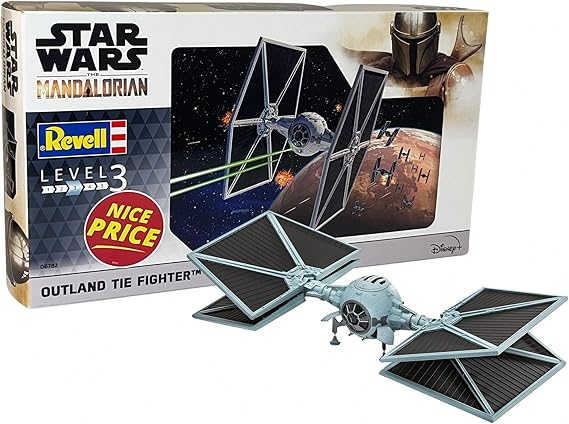 STAR
WARS
THE
MANDALORIAN
Revell
LEVEL 3
NICE
PRICE
06782
OUTLAND TIE FIGHTER™
Disney+